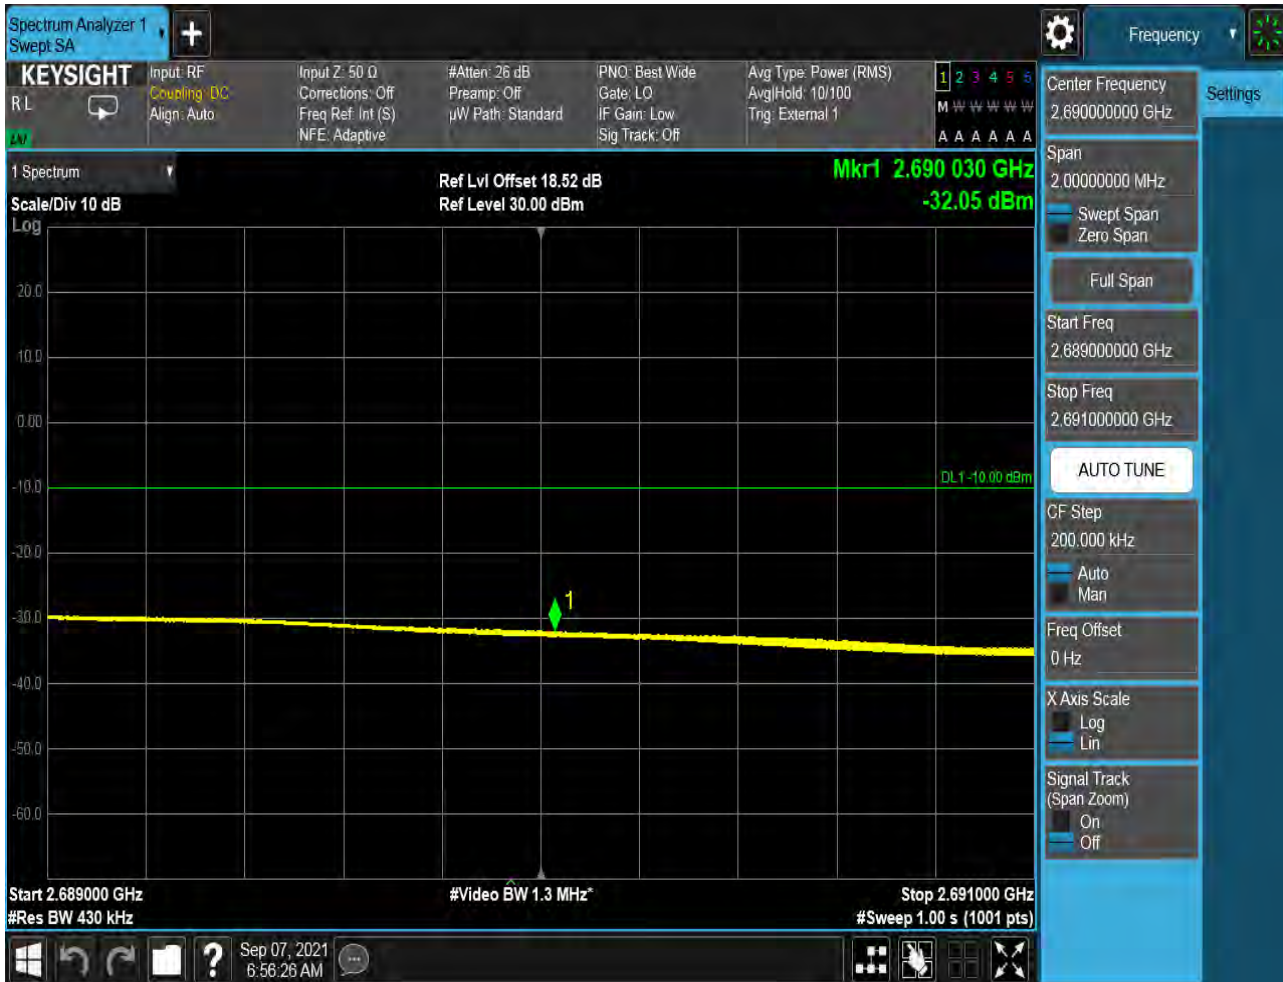 Spectrum Analyzer 1
Swept SA
Frequency
KEYSIGHT
R L
Input: RF
Coupling: DC
Align: Auto
Input Z: 50 Ω
Corrections: Off
Freq Ref: Int (S)
NFE: Adaptive
#Atten: 26 dB
Preamp: Off
µW Path: Standard
PNO: Best Wide
Gate: LO
IF Gain: Low
Sig Track: Off
Avg Type: Power (RMS)
Avg|Hold: 10/100
Trig: External 1
1 2 3 4 5 6
M W W W W W
A A A A A A
1 Spectrum
Scale/Div 10 dB
Log
Ref Lvl Offset 18.52 dB
Ref Level 30.00 dBm
Mkr1 2.690 030 GHz
-32.05 dBm
20.0
10.0
0.00
-10.0
-20.0
-30.0
-40.0
-50.0
-60.0
DL1 -10.00 dBm
1
Start 2.689000 GHz
#Res BW 430 kHz
#Video BW 1.3 MHz*
Stop 2.691000 GHz
#Sweep 1.00 s (1001 pts)
Sep 07, 2021
6:56:26 AM
Center Frequency
2.690000000 GHz
Settings
Span
2.00000000 MHz
Swept Span
Zero Span
Full Span
Start Freq
2.689000000 GHz
Stop Freq
2.691000000 GHz
AUTO TUNE
CF Step
200.000 kHz
Auto
Man
Freq Offset
0 Hz
X Axis Scale
Log
Lin
Signal Track
(Span Zoom)
On
Off